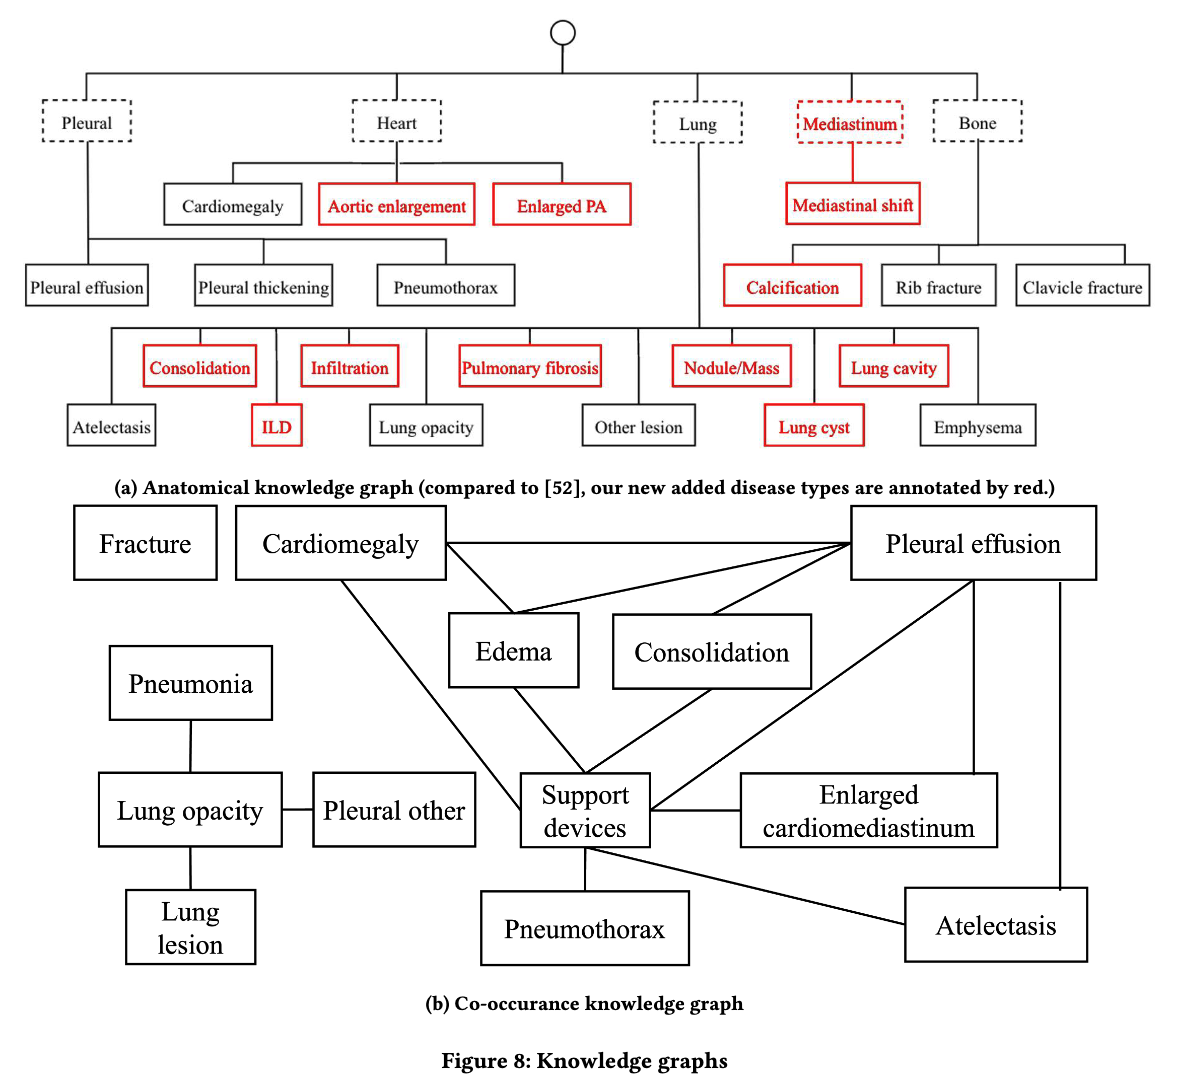 Pleural
Heart
Lung
Mediastinum
Bone
Cardiomegaly
Aortic enlargement
Enlarged PA
Mediastinal shift
Pleural effusion
Pleural thickening
Pneumothorax
Calcification
Rib fracture
Clavicle fracture
Consolidation
Infiltration
Pulmonary fibrosis
Nodule/Mass
Lung cavity
Atelectasis
ILD
Lung opacity
Other lesion
Lung cyst
Emphysema
(a) Anatomical knowledge graph (compared to [52], our new added disease types are annotated by red.)
Fracture
Cardiomegaly
Pleural effusion
Edema
Consolidation
Pneumonia
Lung opacity
Pleural other
Support
devices
Enlarged
cardiomediastinum
Lung
lesion
Pneumothorax
Atelectasis
(b) Co-occurance knowledge graph
Figure 8: Knowledge graphs